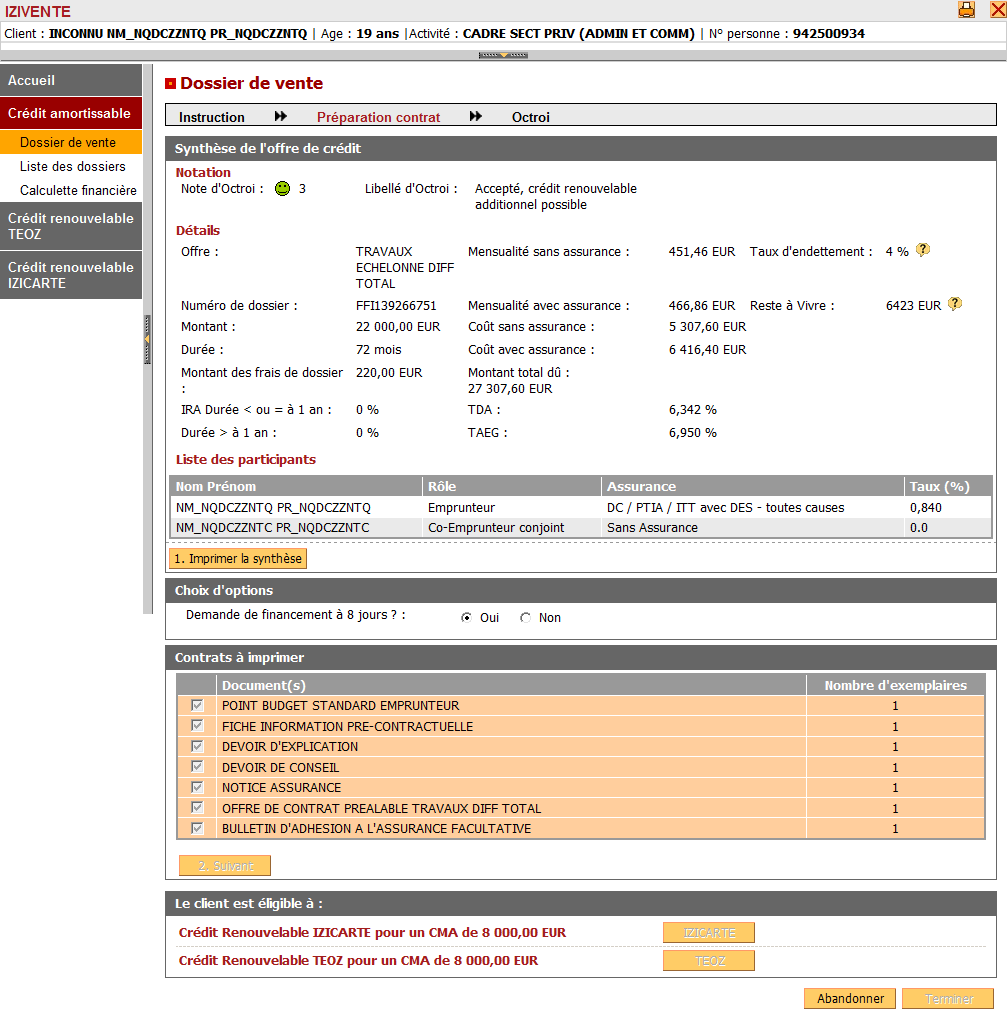 IZIVENTE
Client : INCONNU NM_NQDCZZNTQ PR_NQDCZZNTQ | Age : 19 ans |Activité : CADRE SECT PRIV (ADMIN ET COMM) | N° personne : 942500934
Accueil
Crédit amortissable
Dossier de vente
Liste des dossiers
Calculette financière
Crédit renouvelable
TEOZ
Crédit renouvelable
IZICARTE
Dossier de vente
Instruction Préparation contrat Octroi
Synthèse de l'offre de crédit
Notation
Note d'Octroi : 3 Libellé d'Octroi : Accepté, crédit renouvelable
additionnel possible
Détails
Offre : TRAVAUX Mensualité sans assurance : 451,46 EUR Taux d'endettement : 4 %
ECHELONNE DIFF
TOTAL
Numéro de dossier : FFI139266751 Mensualité avec assurance : 466,86 EUR Reste à Vivre : 6423 EUR
Montant : 22 000,00 EUR Coût sans assurance : 5 307,60 EUR
Durée : 72 mois Coût avec assurance : 6 416,40 EUR
Montant des frais de dossier 220,00 EUR Montant total dû :
: 27 307,60 EUR
IRA Durée < ou = à 1 an : 0 % TDA : 6,342 %
Durée > à 1 an : 0 % TAEG : 6,950 %
Liste des participants
Nom Prénom Rôle Assurance Taux (%)
NM_NQDCZZNTQ PR_NQDCZZNTQ Emprunteur DC / PTIA / ITT avec DES - toutes causes 0,840
NM_NQDCZZNTC PR_NQDCZZNTC Co-Emprunteur conjoint Sans Assurance 0.0
1. Imprimer la synthèse
Choix d'options
Demande de financement à 8 jours ? : Oui Non
Contrats à imprimer
Document(s) Nombre d'exemplaires
POINT BUDGET STANDARD EMPRUNTEUR 1
FICHE INFORMATION PRE-CONTRACTUELLE 1
DEVOIR D'EXPLICATION 1
DEVOIR DE CONSEIL 1
NOTICE ASSURANCE 1
OFFRE DE CONTRAT PREALABLE TRAVAUX DIFF TOTAL 1
BULLETIN D'ADHESION A L'ASSURANCE FACULTATIVE 1
2. Suivant
Le client est éligible à :
Crédit Renouvelable IZICARTE pour un CMA de 8 000,00 EUR IZICARTE
Crédit Renouvelable TEOZ pour un CMA de 8 000,00 EUR TEOZ
Abandonner Terminer